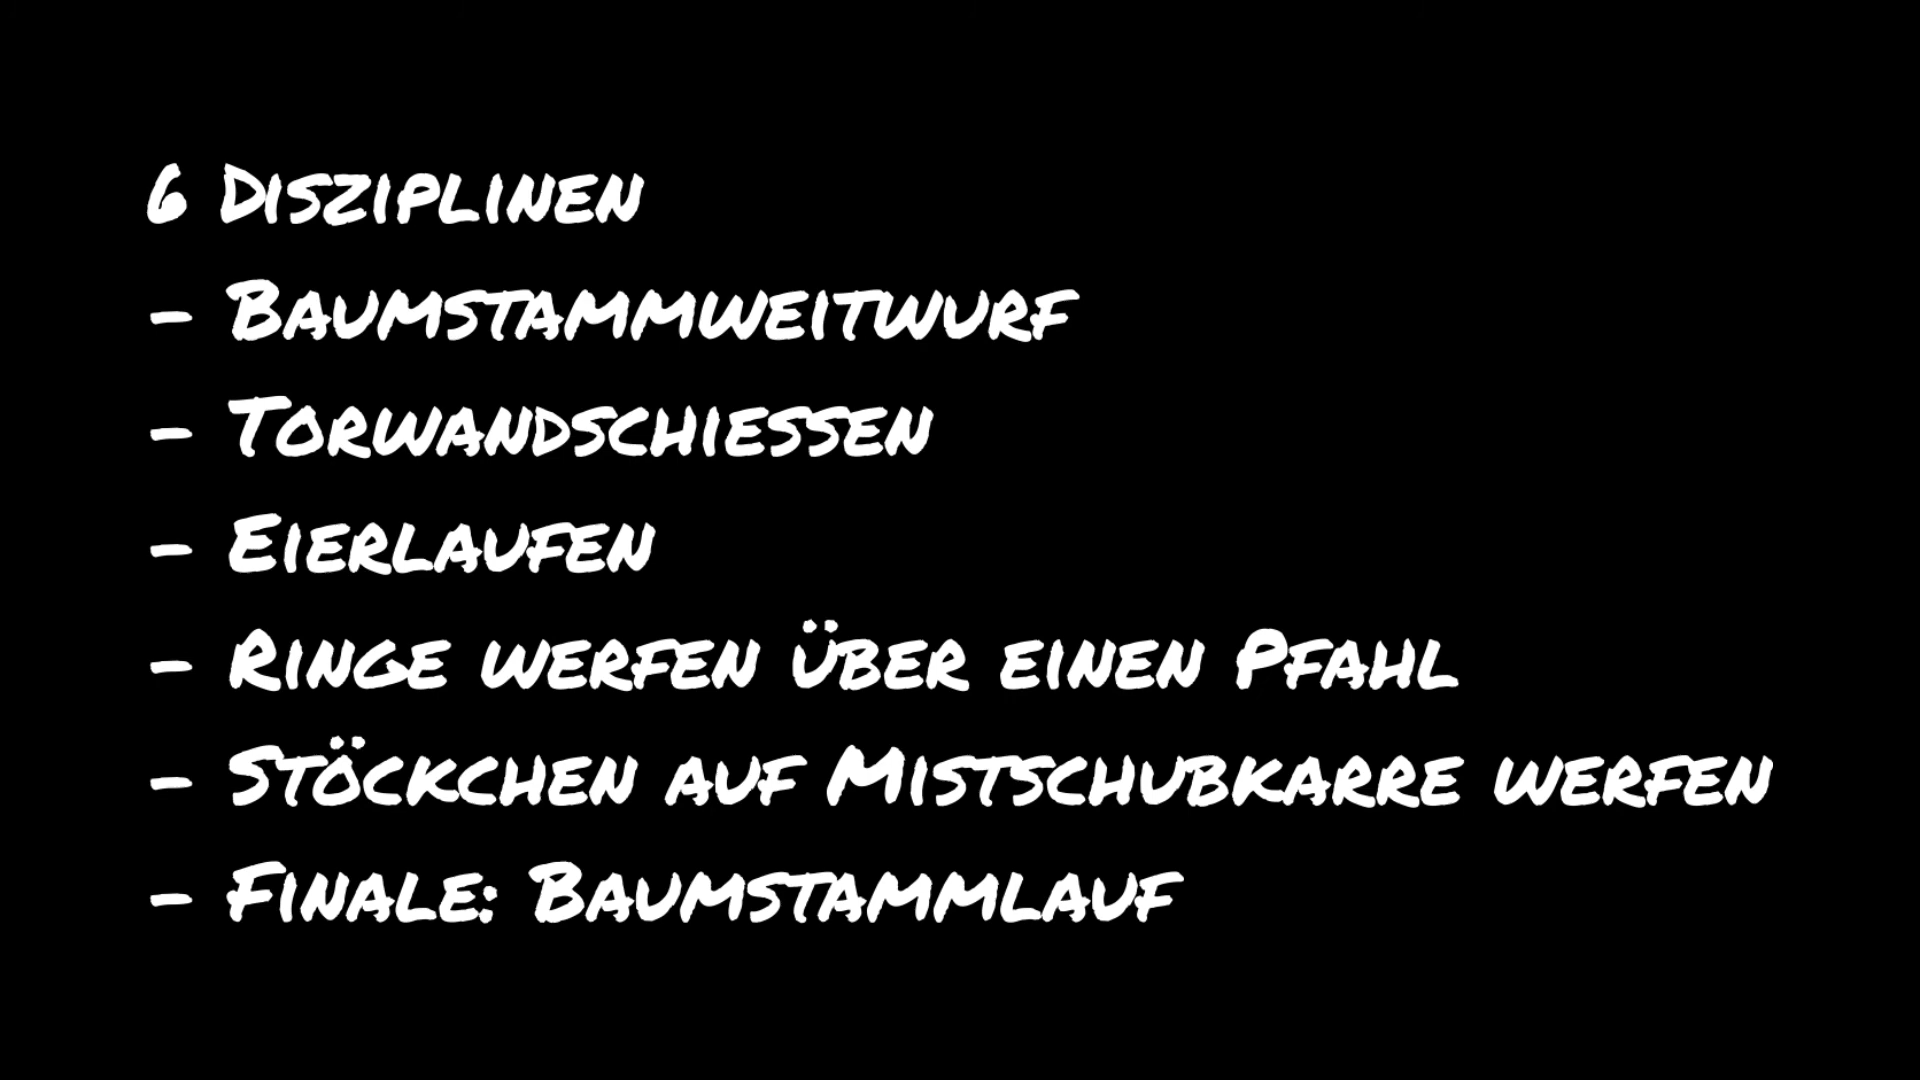 6 Disziplinen
- Baumstammweitwurf
- Torwandschiessen
- Eierlaufen
- Ringe werfen über einen Pfahl
- Stöckchen auf Mistschubkarre werfen
- Finale: Baumstammlauf